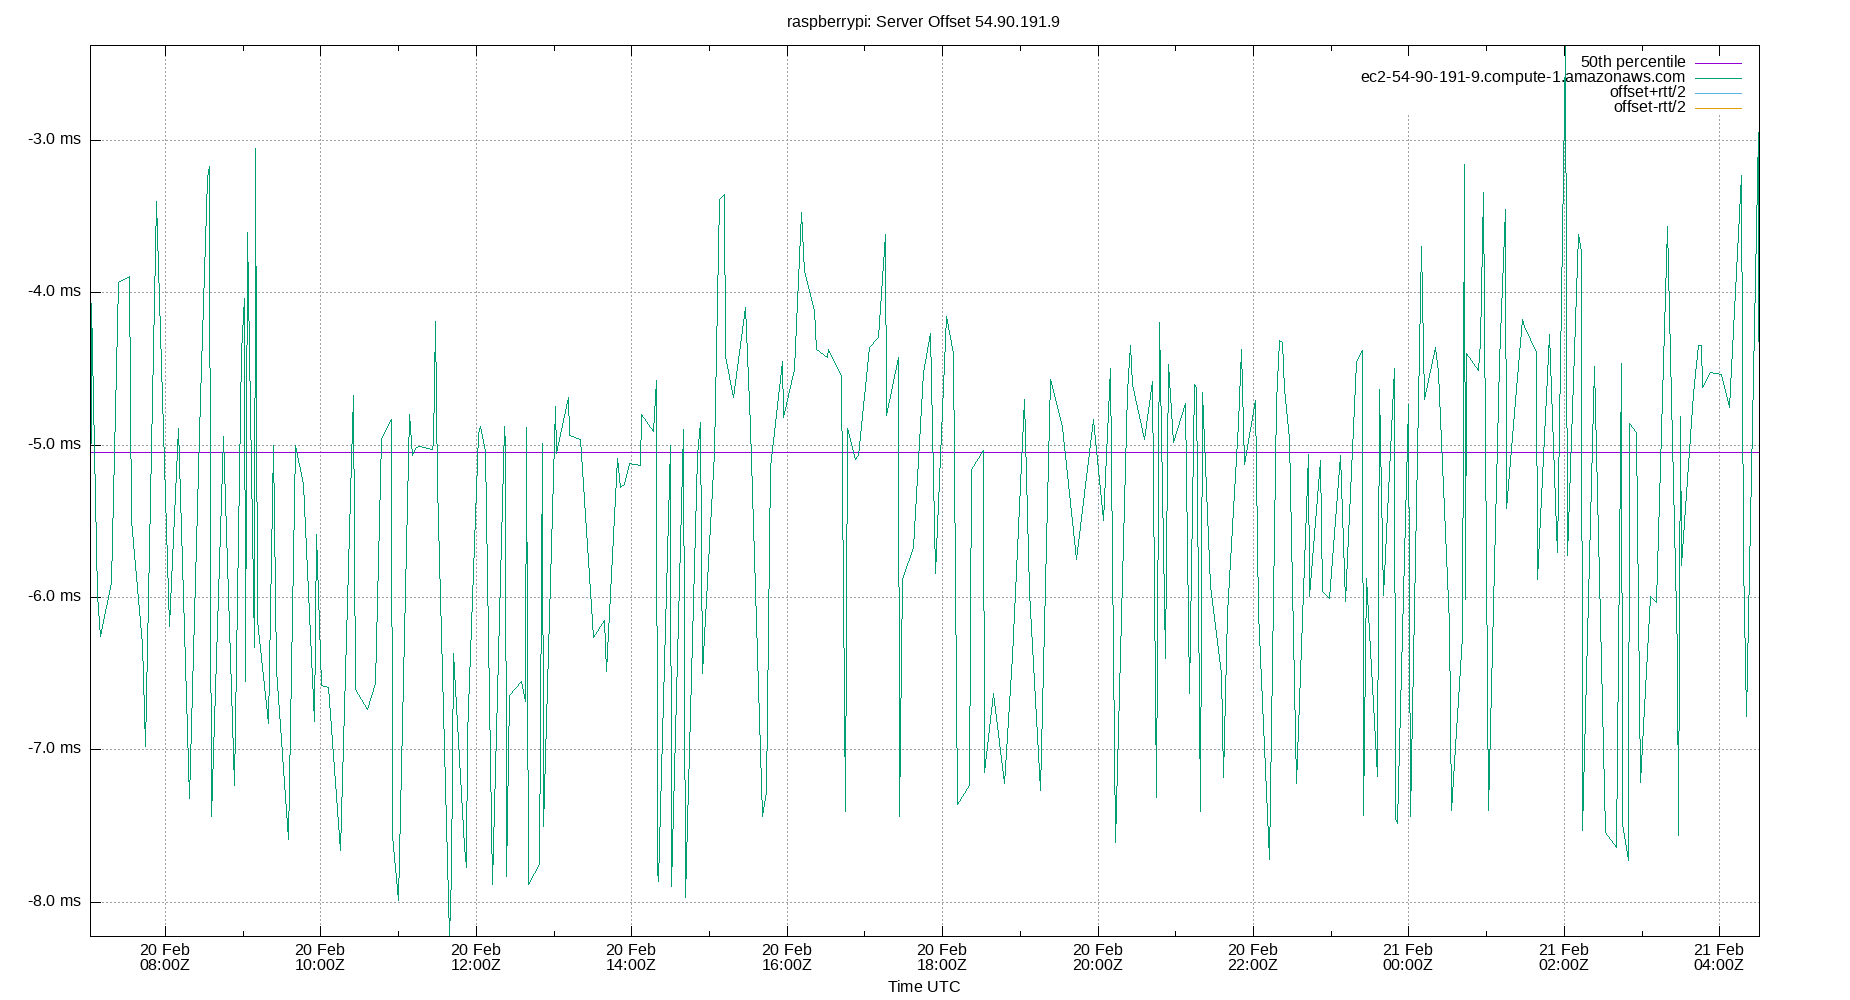 raspberrypi: Server Offset 54.90.191.9
50th percentile
ec2-54-90-191-9.compute-1.amazonaws.com
offset+rtt/2
offset-rtt/2
-3.0 ms
-4.0 ms
-5.0 ms
-6.0 ms
-7.0 ms
-8.0 ms
20 Feb 20 Feb 20 Feb 20 Feb 20 Feb 20 Feb 20 Feb 20 Feb 21 Feb 21 Feb 21 Feb
08:00Z 10:00Z 12:00Z 14:00Z 16:00Z 18:00Z 20:00Z 22:00Z 00:00Z 02:00Z 04:00Z
Time UTC